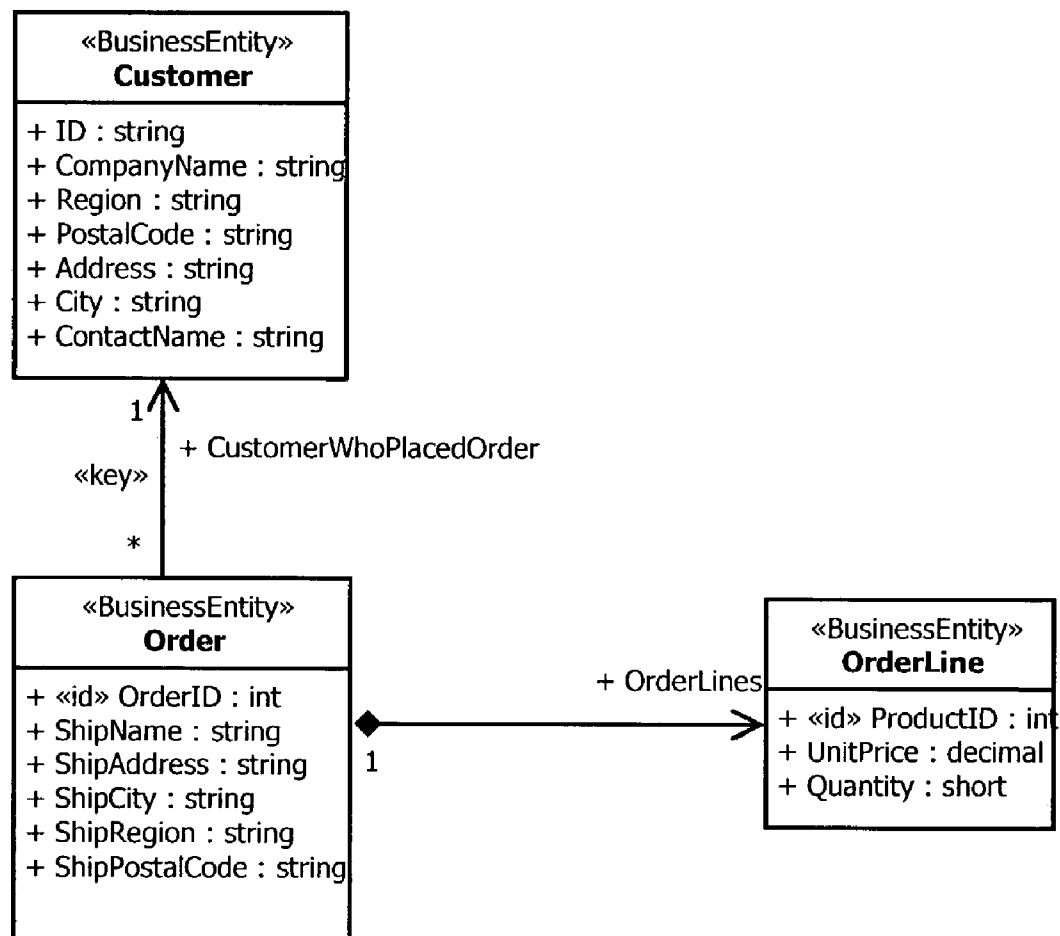 «BusinessEntity»
Customer
+ ID : string
+ CompanyName : string
+ Region : string
+ PostalCode : string
+ Address : string
+ City : string
+ ContactName : string
1
+ CustomerWhoPlacedOrder
«key»
*
«BusinessEntity»
Order
+ «id» OrderID : int
+ ShipName : string
+ ShipAddress : string
+ ShipCity : string
+ ShipRegion : string
+ ShipPostalCode : string
1
+ OrderLines
«BusinessEntity»
OrderLine
+ «id» ProductID : int
+ UnitPrice : decimal
+ Quantity : short